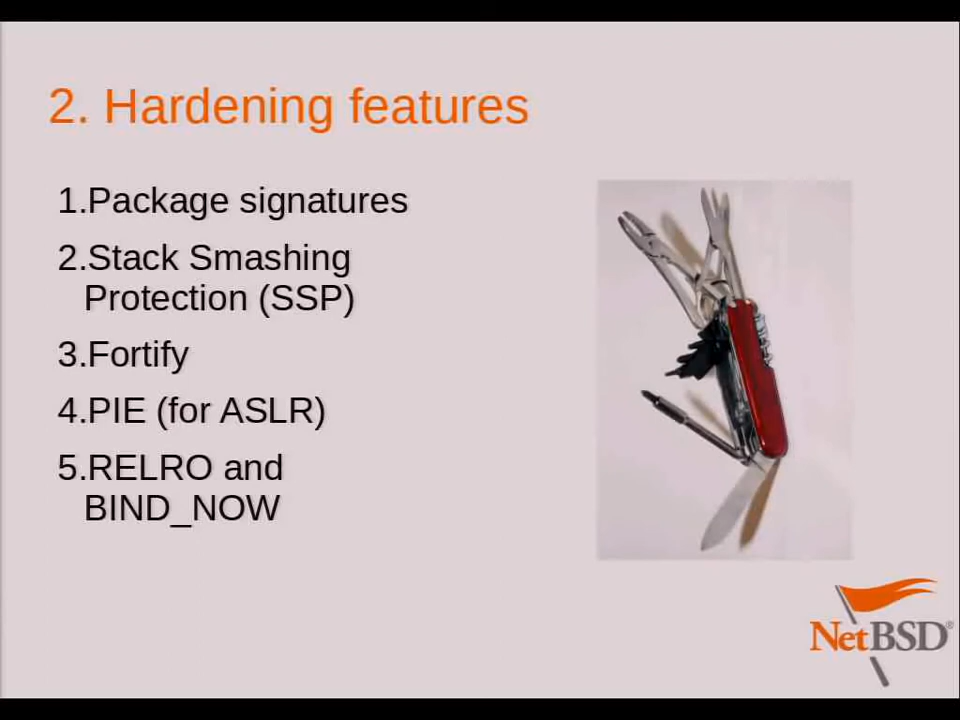 2. Hardening features
1.Package signatures
2.Stack Smashing
Protection (SSP)
3.Fortify
4.PIE (for ASLR)
5.RELRO and
BIND_NOW
NetBSD®